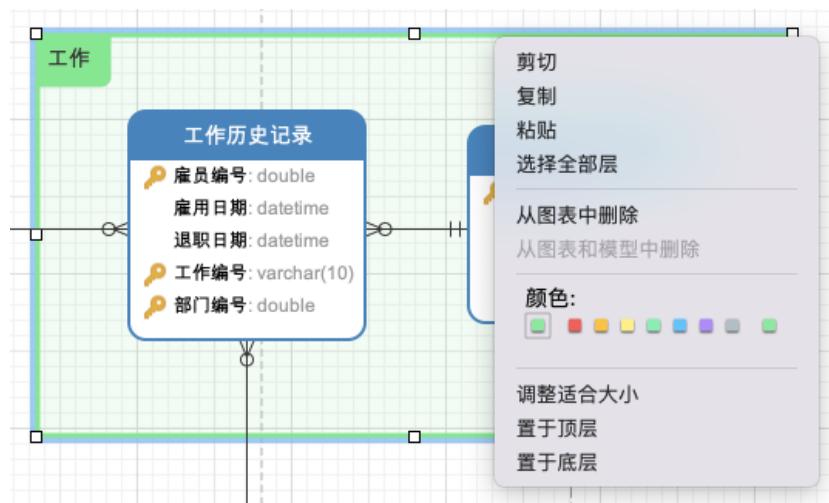 工作
工作历史记录
雇员编号: double
雇用日期: datetime
退职日期: datetime
工作编号: varchar(10)
部门编号: double
剪切
复制
粘贴
选择全部层
从图表中删除
从图表和模型中删除
颜色:
调整适合大小
置于顶层
置于底层